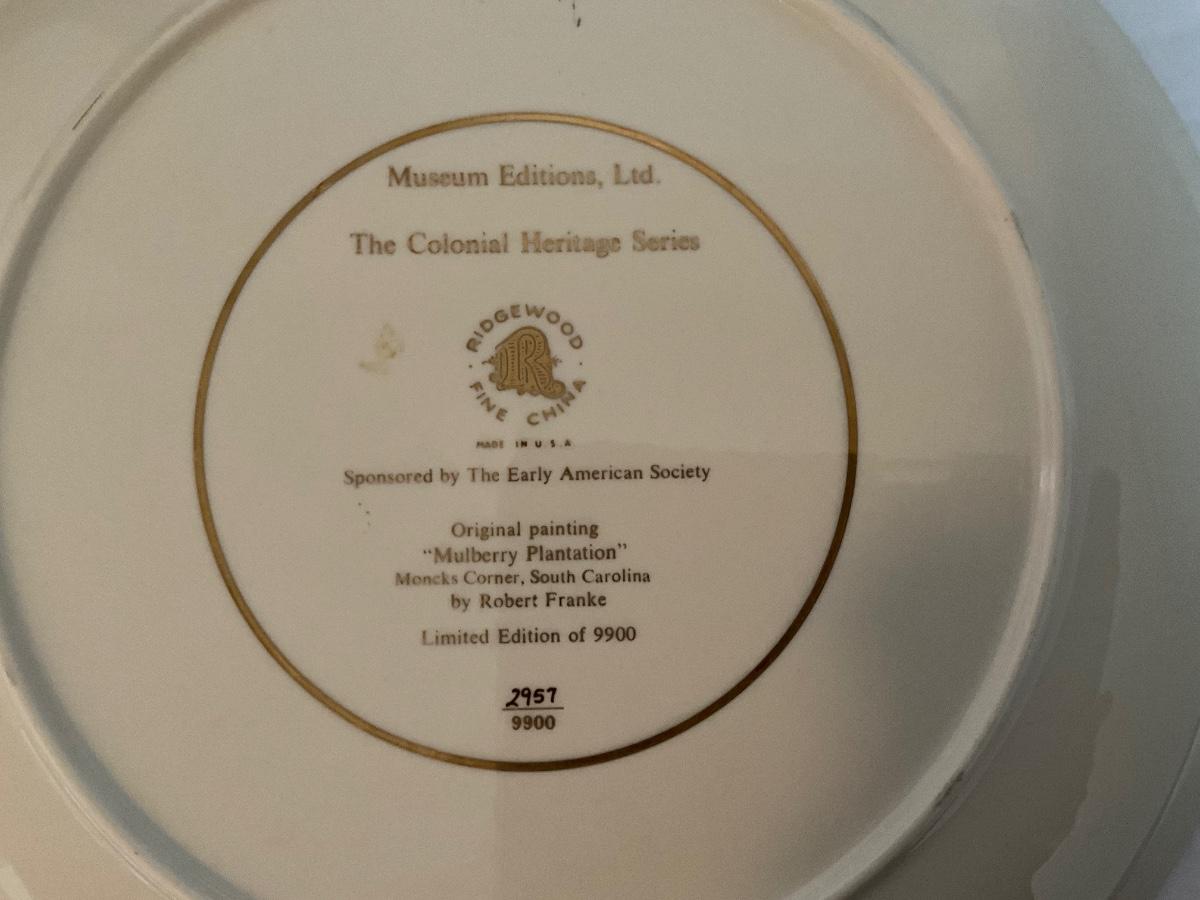 Museum Editions, Ltd.
The Colonial Heritage Series
RIDGEWOOD
R
FINE CHINA
MADE IN U.S.A
Sponsored by The Early American Society
Original painting
“Mulberry Plantation”
Moncks Corner, South Carolina
by Robert Franke
Limited Edition of 9900
2957
9900